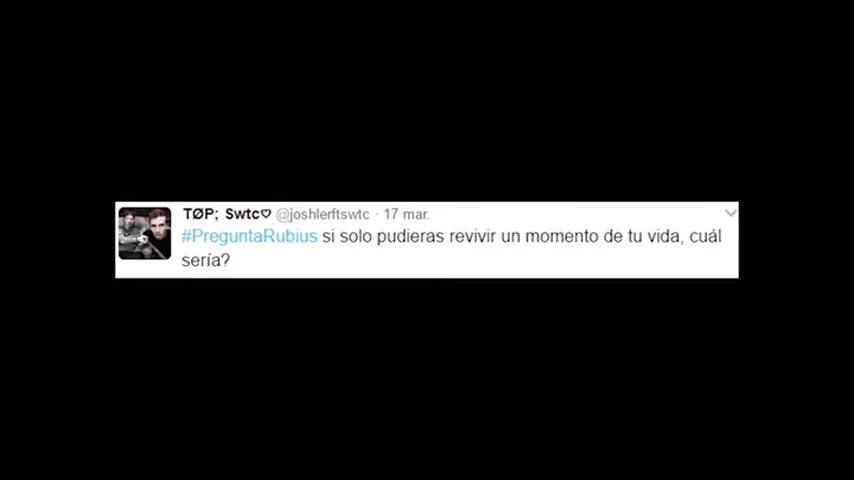 TØP; Swtc♡ @joshlerftswtc · 17 mar.
#PreguntaRubius si solo pudieras revivir un momento de tu vida, cuál
sería?